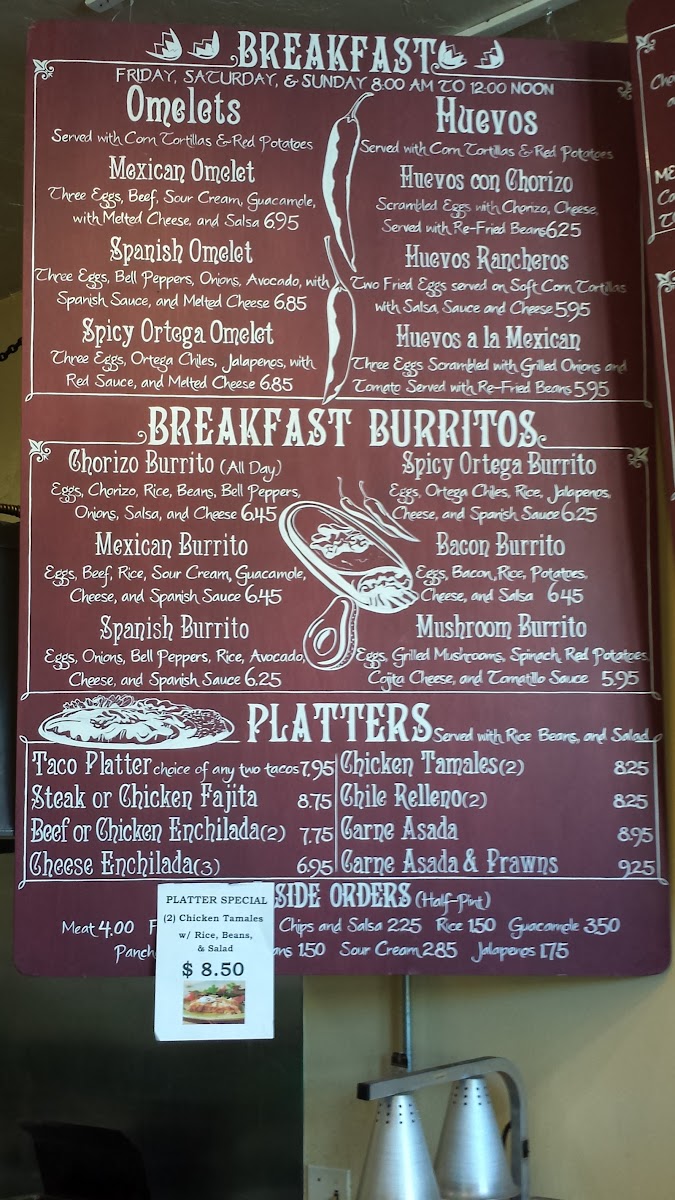 BREAKFAST
FRIDAY, SATURDAY, & SUNDAY 8:00 AM TO 12:00 NOON
Omelets
Served with Corn Tortillas & Red Potatoes
Mexican Omelet
Three Eggs, Beef, Sour Cream, Guacamole,
with Melted Cheese, and Salsa 6.95
Spanish Omelet
Three Eggs, Bell Peppers, Onions, Avocado, with
Spanish Sauce, and Melted Cheese 6.85
Spicy Ortega Omelet
Three Eggs, Ortega Chiles, Jalapenos, with
Red Sauce, and Melted Cheese 6.85
Huevos
Served with Corn Tortillas & Red Potatoes
Huevos con Chorizo
Scrambled Eggs with Chorizo, Cheese,
Served with Re-Fried Beans 6.25
Huevos Rancheros
Two Fried Eggs served on Soft Corn Tortillas
with Salsa, Sauce and Cheese 5.95
Huevos a la Mexican
Three Eggs Scrambled with Grilled Onions and
Tomato Served with Re-Fried Beans 5.95
BREAKFAST BURRITOS
Chorizo Burrito (All Day)
Eggs, Chorizo, Rice, Beans, Bell Peppers,
Onions, Salsa, and Cheese 6.45
Mexican Burrito
Eggs, Beef, Rice, Sour Cream, Guacamole,
Cheese, and Spanish Sauce 6.45
Spanish Burrito
Eggs, Onions, Bell Peppers, Rice, Avocado,
Cheese, and Spanish Sauce 6.25
Spicy Ortega Burrito
Eggs, Ortega Chiles, Rice, Jalapenos,
Cheese, and Spanish Sauce 6.25
Bacon Burrito
Eggs, Bacon, Rice, Potatoes,
Cheese, and Salsa 6.45
Mushroom Burrito
Eggs, Grilled Mushrooms, Spinach, Red Potatoes,
Cojita Cheese, and Tomatillo Sauce 5.95
PLATTERS Served with Rice Beans, and Salad
Taco Platter choice of any two tacos 7.95
Steak or Chicken Fajita 8.75
Beef or Chicken Enchilada (2) 7.75
Cheese Enchilada (3) 6.95
Chicken Tamales (2) 8.25
Chile Relleno (2) 8.25
Carne Asada 8.95
Carne Asada & Prawns 9.25
SIDE ORDERS (Half-Pint)
Meat 4.00 Chips and Salsa 2.25 Rice 1.50 Guacamole 3.50
1.50 Sour Cream 2.85 Jalapenos 1.75
PLATTER SPECIAL
(2) Chicken Tamales
w/ Rice, Beans,
& Salad
$ 8.50